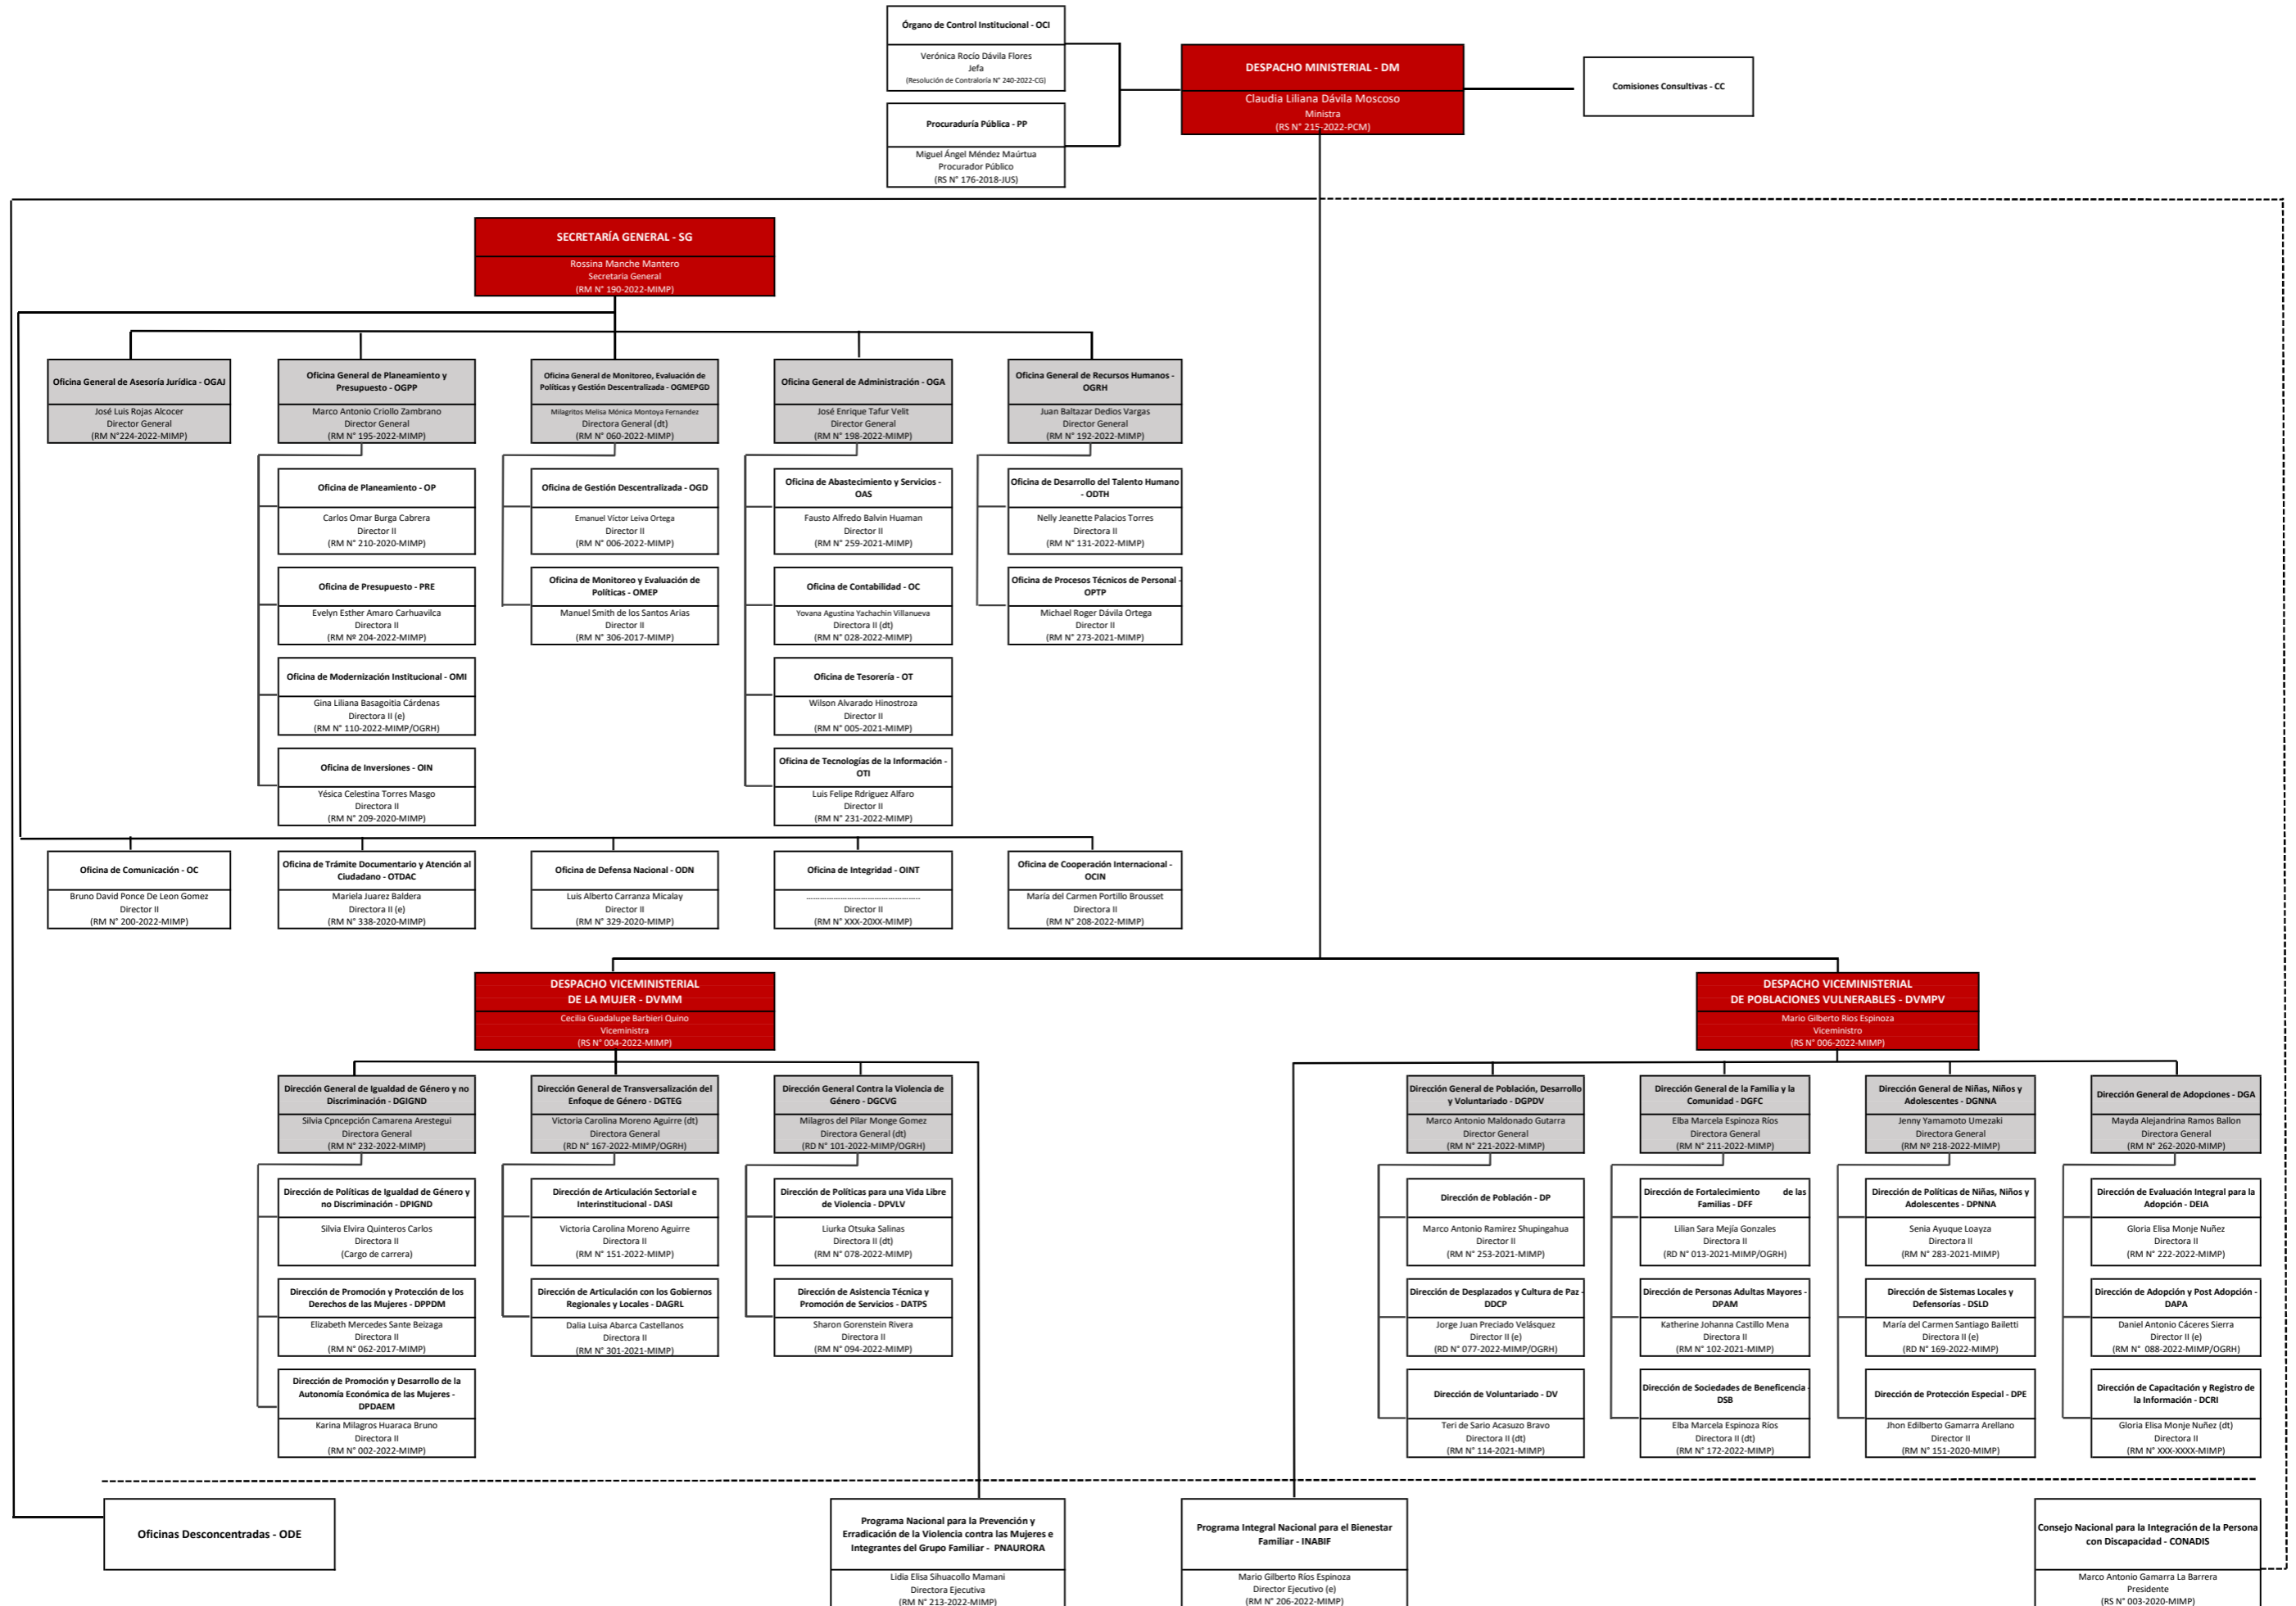 Órgano de Control Institucional - OCI
Verónica Rocío Dávila Flores
Jefa
(Resolución de Contraloría N° 240-2022-CG)
DESPACHO MINISTERIAL - DM
Claudia Liliana Dávila Moscoso
Ministra
(RS N° 215-2022-PCM)
Comisiones Consultivas - CC
Procuraduría Pública - PP
Miguel Ángel Méndez Maúrtua
Procurador Público
(RS N° 176-2018-JUS)
SECRETARÍA GENERAL - SG
Rossina Manche Mantero
Secretaria General
(RM N° 190-2022-MIMP)
Oficina General de Asesoría Jurídica - OGAJ
José Luis Rojas Alcocer
Director General
(RM N°224-2022-MIMP)
Oficina General de Planeamiento y
Presupuesto - OGPP
Marco Antonio Criollo Zambrano
Director General
(RM N° 195-2022-MIMP)
Oficina General de Monitoreo, Evaluación de
Políticas y Gestión Descentralizada - OGMEPGD
Milagritos Melisa Mónica Montoya Fernandez
Directora General (dt)
(RM N° 060-2022-MIMP)
Oficina General de Administración - OGA
José Enrique Tafur Velit
Director General
(RM N° 198-2022-MIMP)
Oficina General de Recursos Humanos -
OGRH
Juan Baltazar Dedios Vargas
Director General
(RM N° 192-2022-MIMP)
Oficina de Planeamiento - OP
Carlos Omar Burga Cabrera
Director II
(RM N° 210-2020-MIMP)
Oficina de Gestión Descentralizada - OGD
Emanuel Víctor Leiva Ortega
Director II
(RM N° 006-2022-MIMP)
Oficina de Abastecimiento y Servicios -
OAS
Fausto Alfredo Balvin Huaman
Director II
(RM N° 259-2021-MIMP)
Oficina de Desarrollo del Talento Humano
- ODTH
Nelly Jeanette Palacios Torres
Directora II
(RM N° 131-2022-MIMP)
Oficina de Presupuesto - PRE
Evelyn Esther Amaro Carhuavilca
Directora II
(RM Nº 204-2022-MIMP)
Oficina de Monitoreo y Evaluación de
Políticas - OMEP
Manuel Smith de los Santos Arias
Director II
(RM N° 306-2017-MIMP)
Oficina de Contabilidad - OC
Yovana Agustina Yachachin Villanueva
Directora II (dt)
(RM N° 028-2022-MIMP)
Oficina de Procesos Técnicos de Personal -
OPTP
Michael Roger Dávila Ortega
Director II
(RM N° 273-2021-MIMP)
Oficina de Modernización Institucional - OMI
Gina Liliana Basagoitia Cárdenas
Directora II (e)
(RM N° 110-2022-MIMP/OGRH)
Oficina de Tesorería - OT
Wilson Alvarado Hinostroza
Director II
(RM N° 005-2021-MIMP)
Oficina de Inversiones - OIN
Yésica Celestina Torres Masgo
Directora II
(RM N° 209-2020-MIMP)
Oficina de Tecnologías de la Información -
OTI
Luis Felipe Rdriguez Alfaro
Director II
(RM N° 231-2022-MIMP)
Oficina de Comunicación - OC
Bruno David Ponce De Leon Gomez
Director II
(RM N° 200-2022-MIMP)
Oficina de Trámite Documentario y Atención al
Ciudadano - OTDAC
Mariela Juarez Baldera
Directora II (e)
(RM N° 338-2020-MIMP)
Oficina de Defensa Nacional - ODN
Luis Alberto Carranza Micalay
Director II
(RM N° 329-2020-MIMP)
Oficina de Integridad - OINT
..............................................
Director II
(RM N° XXX-20XX-MIMP)
Oficina de Cooperación Internacional -
OCIN
María del Carmen Portillo Brousset
Directora II
(RM N° 208-2022-MIMP)
DESPACHO VICEMINISTERIAL
DE LA MUJER - DVMM
Cecilia Guadalupe Barbieri Quino
Viceministra
(RS N° 004-2022-MIMP)
DESPACHO VICEMINISTERIAL
DE POBLACIONES VULNERABLES - DVMPV
Mario Gilberto Rios Espinoza
Viceministro
(RS N° 006-2022-MIMP)
Dirección General de Igualdad de Género y no
Discriminación - DGIGND
Silvia Cpncepción Camarena Arestegui
Directora General
(RM N° 232-2022-MIMP)
Dirección General de Transversalización del
Enfoque de Género - DGTEG
Victoria Carolina Moreno Aguirre (dt)
Directora General
(RD N° 167-2022-MIMP/OGRH)
Dirección General Contra la Violencia de
Género - DGCVG
Milagros del Pilar Monge Gomez
Directora General (dt)
(RD N° 101-2022-MIMP/OGRH)
Dirección General de Población, Desarrollo
y Voluntariado - DGPDV
Marco Antonio Maldonado Gutarra
Director General
(RM N° 221-2022-MIMP)
Dirección General de la Familia y la
Comunidad - DGFC
Elba Marcela Espinoza Ríos
Directora General
(RM N° 211-2022-MIMP)
Dirección General de Niñas, Niños y
Adolescentes - DGNNA
Jenny Yamamoto Umezaki
Directora General
(RM Nº 218-2022-MIMP)
Dirección General de Adopciones - DGA
Mayda Alejandrina Ramos Ballon
Directora General
(RM N° 262-2020-MIMP)
Dirección de Políticas de Igualdad de Género y
no Discriminación - DPIGND
Silvia Elvira Quinteros Carlos
Directora II
(Cargo de carrera)
Dirección de Articulación Sectorial e
Interinstitucional - DASI
Victoria Carolina Moreno Aguirre
Directora II
(RM N° 151-2022-MIMP)
Dirección de Políticas para una Vida Libre
de Violencia - DPVLV
Liurka Otsuka Salinas
Directora II (dt)
(RM N° 078-2022-MIMP)
Dirección de Población - DP
Marco Antonio Ramirez Shupingahua
Director II
(RM N° 253-2021-MIMP)
Dirección de Fortalecimiento de las
Familias - DFF
Lilian Sara Mejía Gonzales
Directora II
(RD N° 013-2021-MIMP/OGRH)
Dirección de Políticas de Niñas, Niños y
Adolescentes - DPNNA
Senia Ayuque Loayza
Directora II
(RM N° 283-2021-MIMP)
Dirección de Evaluación Integral para la
Adopción - DEIA
Gloria Elisa Monje Nuñez
Directora II
(RM N° 222-2022-MIMP)
Dirección de Promoción y Protección de los
Derechos de las Mujeres - DPPDM
Elizabeth Mercedes Sante Beizaga
Directora II
(RM N° 062-2017-MIMP)
Dirección de Articulación con los Gobiernos
Regionales y Locales - DAGRL
Dalia Luisa Abarca Castellanos
Directora II
(RM N° 301-2021-MIMP)
Dirección de Asistencia Técnica y
Promoción de Servicios - DATPS
Sharon Gorenstein Rivera
Directora II
(RM N° 094-2022-MIMP)
Dirección de Desplazados y Cultura de Paz -
DDCP
Jorge Juan Preciado Velásquez
Director II (e)
(RD N° 077-2022-MIMP/OGRH)
Dirección de Personas Adultas Mayores -
DPAM
Katherine Johanna Castillo Mena
Directora II
(RM N° 102-2021-MIMP)
Dirección de Sistemas Locales y
Defensorías - DSLD
María del Carmen Santiago Bailetti
Directora II (e)
(RD N° 169-2022-MIMP)
Dirección de Adopción y Post Adopción -
DAPA
Daniel Antonio Cáceres Sierra
Director II (e)
(RM N° 088-2022-MIMP/OGRH)
Dirección de Promoción y Desarrollo de la
Autonomía Económica de las Mujeres -
DPDAEM
Karina Milagros Huaraca Bruno
Directora II
(RM N° 002-2022-MIMP)
Dirección de Voluntariado - DV
Teri de Sario Acasuzo Bravo
Directora II (dt)
(RM N° 114-2021-MIMP)
Dirección de Sociedades de Beneficencia -
DSB
Elba Marcela Espinoza Ríos
Directora II (dt)
(RM N° 172-2022-MIMP)
Dirección de Protección Especial - DPE
Jhon Edilberto Gamarra Arellano
Director II
(RM N° 151-2020-MIMP)
Dirección de Capacitación y Registro de
la Información - DCRI
Gloria Elisa Monje Nuñez (dt)
Directora II
(RM N° XXX-XXXX-MIMP)
Oficinas Desconcentradas - ODE
Programa Nacional para la Prevención y
Erradicación de la Violencia contra las Mujeres e
Integrantes del Grupo Familiar - PNAURORA
Lidia Elisa Sihuacollo Mamani
Directora Ejecutiva
(RM N° 213-2022-MIMP)
Programa Integral Nacional para el Bienestar
Familiar - INABIF
Mario Gilberto Ríos Espinoza
Director Ejecutivo (e)
(RM N° 206-2022-MIMP)
Consejo Nacional para la Integración de la Persona
con Discapacidad - CONADIS
Marco Antonio Gamarra La Barrera
Presidente
(RS N° 003-2020-MIMP)